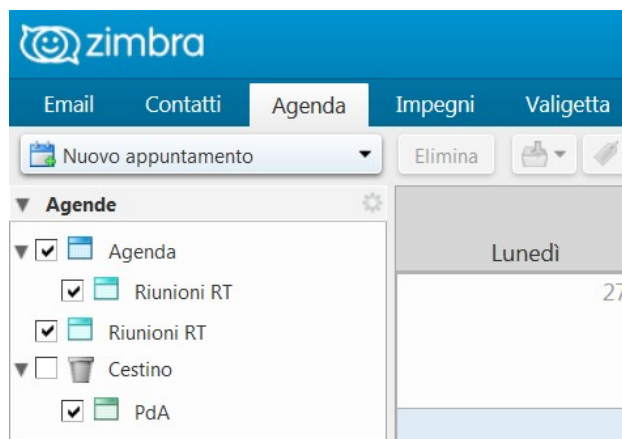 zimbra
Email Contatti Agenda Impegni Valigetta
Nuovo appuntamento Elimina
Agende
Lunedì
Agenda
Riunioni RT
27
Riunioni RT
Cestino
PdA